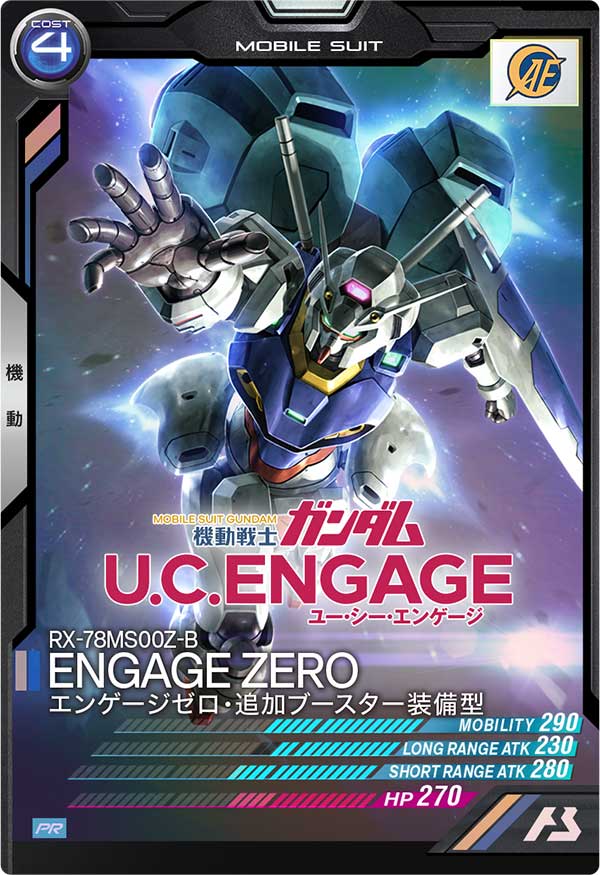 COST
4
MOBILE SUIT
AE
機動
MOBILE SUIT GUNDAM
機動戦士ガンダム
U.C.ENGAGE
ユー・シー・エンゲージ
RX-78MS00Z-B
ENGAGE ZERO
エンゲージゼロ・追加ブースター装備型
MOBILITY 290
LONG RANGE ATK 230
SHORT RANGE ATK 280
HP 270
PR